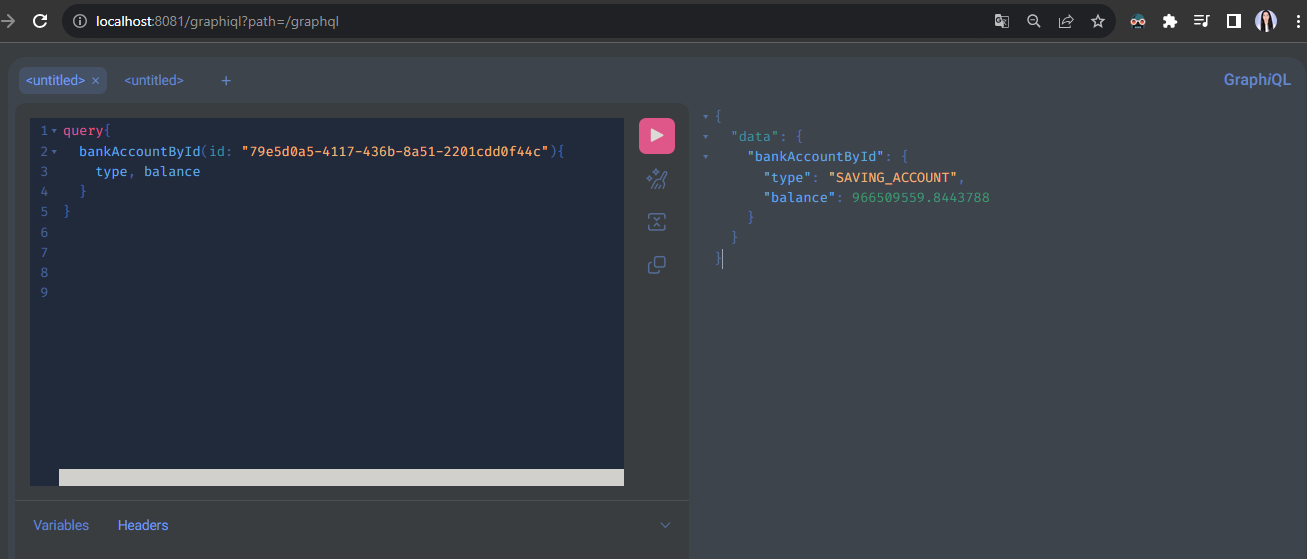 localhost:8081/graphiql?path=/graphql
<untitled> × <untitled> +
GraphiQL
1 query{
2 bankAccountById(id: "79e5d0a5-4117-436b-8a51-2201cdd0f44c"){
3 type, balance
4 }
5 }
6
7
8
9
{
"data": {
"bankAccountById": {
"type": "SAVING_ACCOUNT",
"balance": 966509559.8443788
}
}
}
Variables Headers